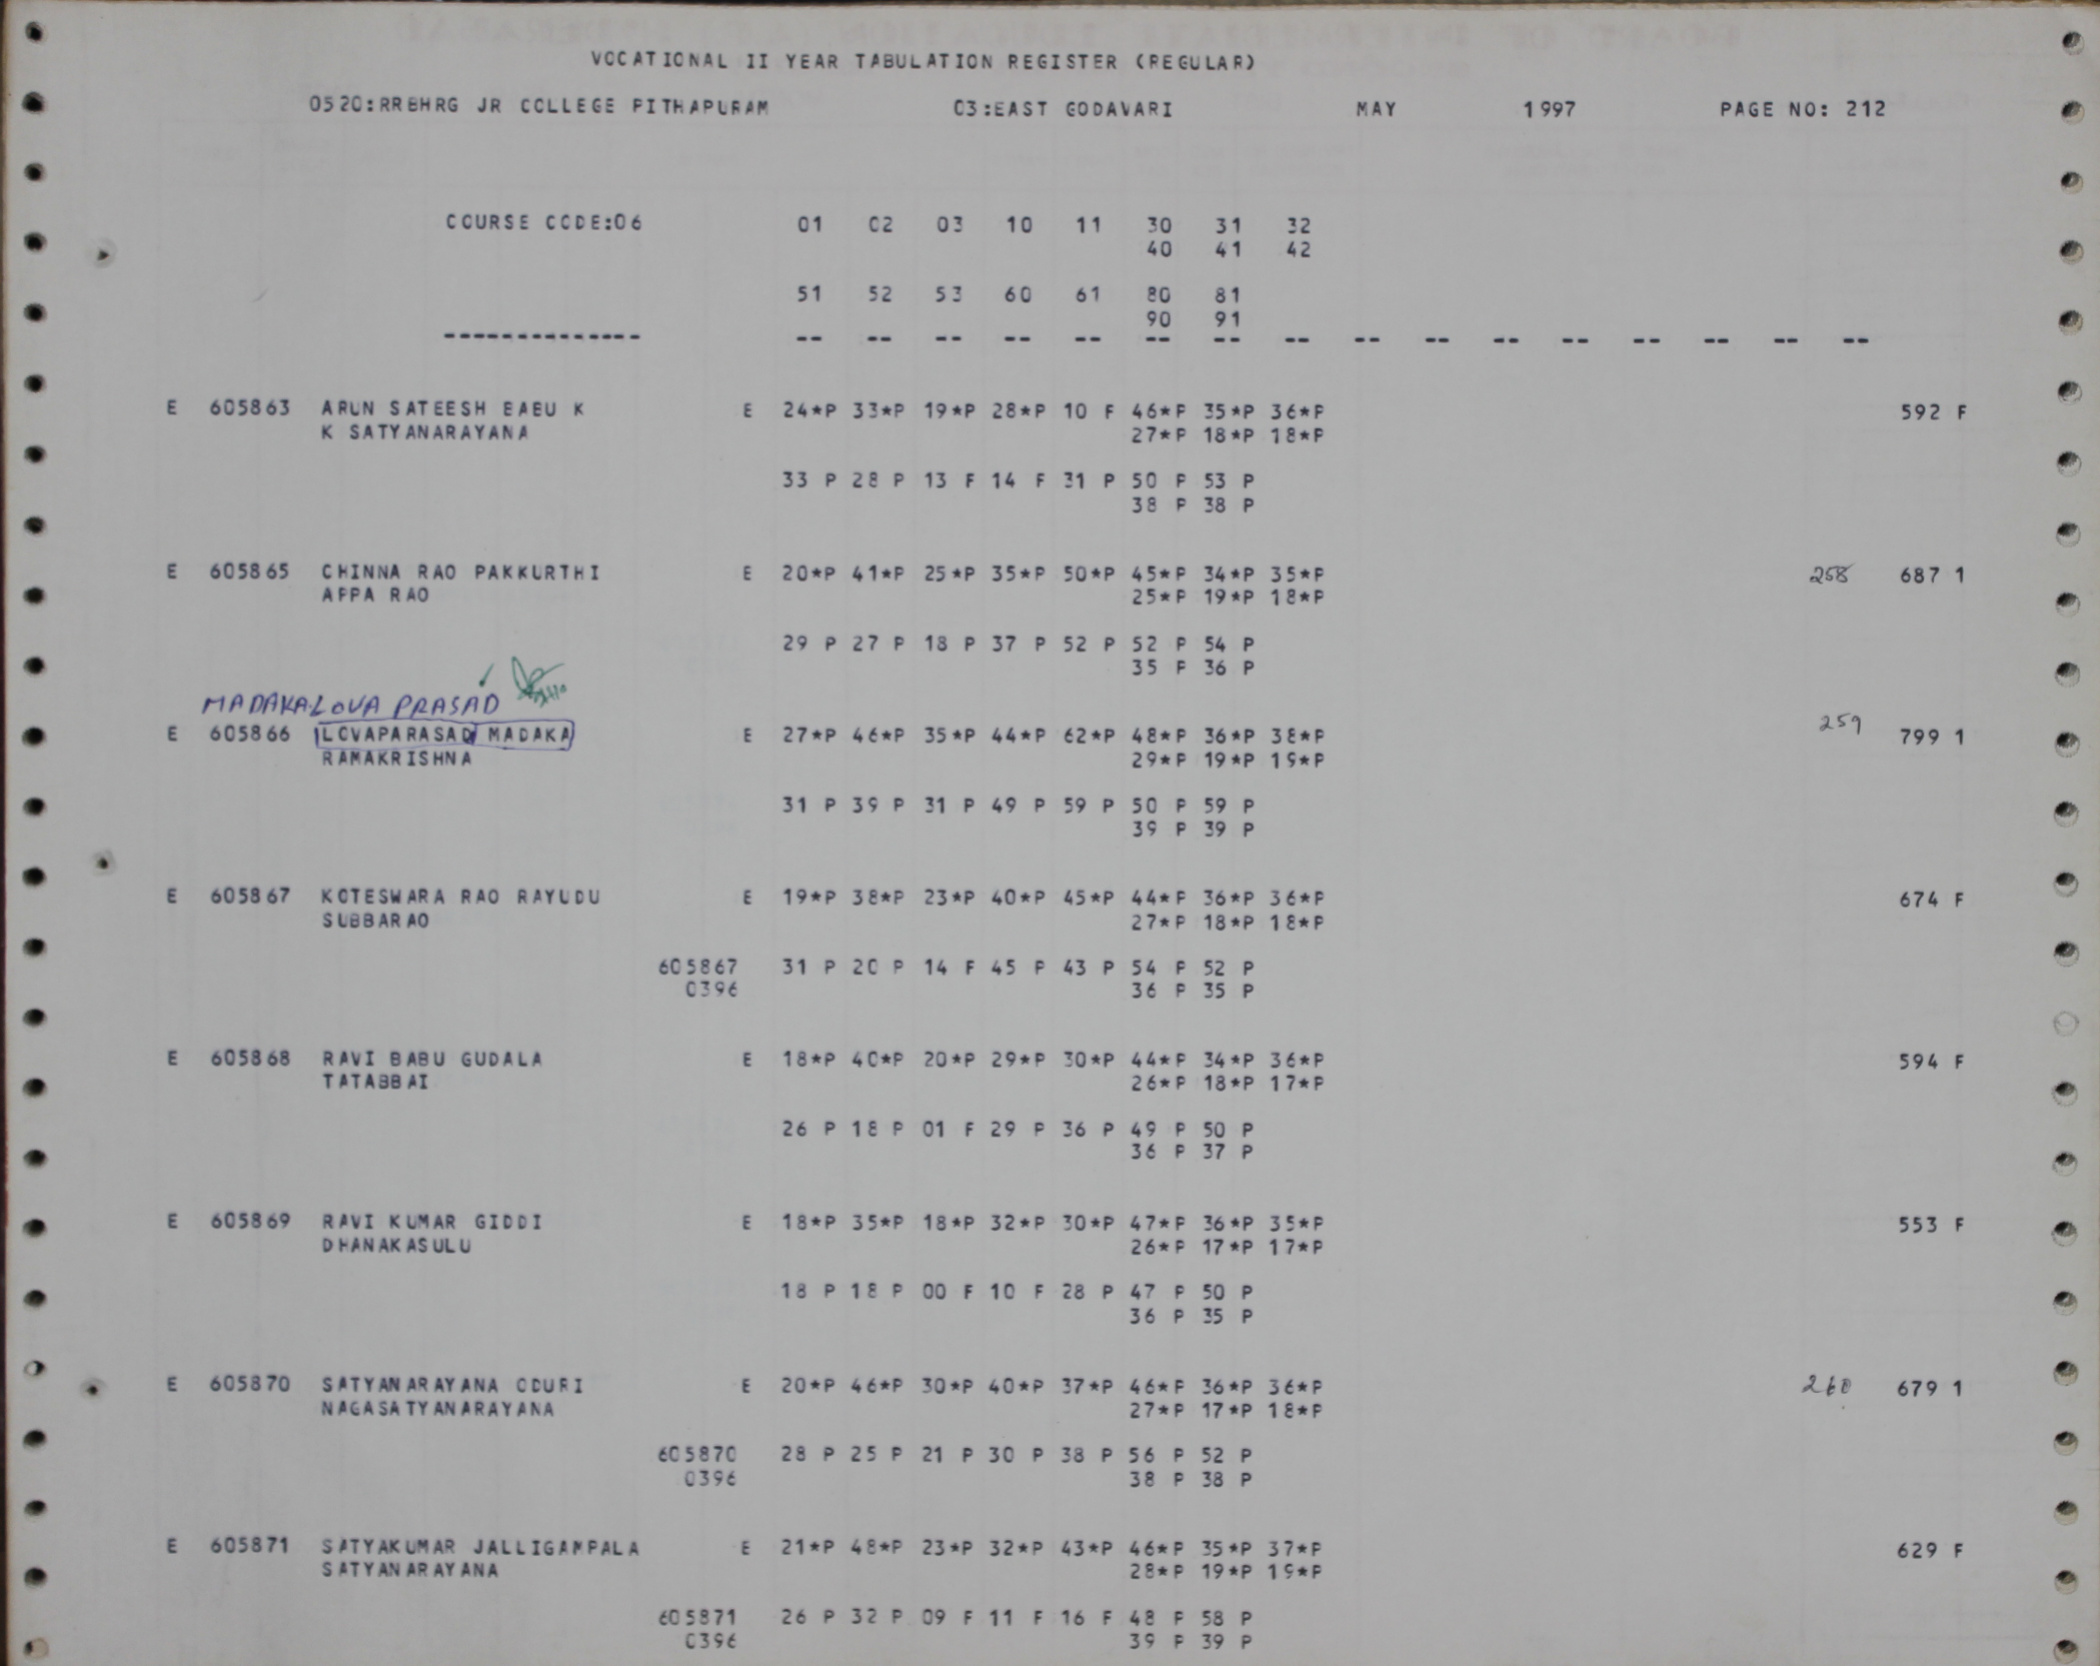 VOCATIONAL II YEAR TABULATION REGISTER (REGULAR)
0520:RRBHRG JR COLLEGE PITHAPURAM 03:EAST GODAVARI MAY 1997 PAGE NO: 212
COURSE CODE:06 01 02 03 10 11 30 31 32
40 41 42
51 52 53 60 61 80 81
90 91
-------------- -- -- -- -- -- -- -- -- -- -- -- -- -- -- -- --
E 605863 ARUN SATEESH BABU K E 24*P 33*P 19*P 28*P 10 F 46*P 35*P 36*P 592 F
K SATYANARAYANA 27*P 18*P 18*P
33 P 28 P 13 F 14 F 31 P 50 P 53 P
38 P 38 P
E 605865 CHINNA RAO PAKKURTHI E 20*P 41*P 25*P 35*P 50*P 45*P 34*P 35*P 258 687 1
APPA RAO 25*P 19*P 18*P
29 P 27 P 18 P 37 P 52 P 52 P 54 P
35 P 36 P
MADAKA LOVA PRASAD
E 605866 LOVAPARASAD MADAKA E 27*P 46*P 35*P 44*P 62*P 48*P 36*P 38*P 259 799 1
RAMAKRISHNA 29*P 19*P 19*P
31 P 39 P 31 P 49 P 59 P 50 P 59 P
39 P 39 P
E 605867 KOTESWARA RAO RAYUDU E 19*P 38*P 23*P 40*P 45*P 44*P 36*P 36*P 674 F
SUBBARAO 27*P 18*P 18*P
605867 31 P 20 P 14 F 45 P 43 P 54 P 52 P
0396 36 P 35 P
E 605868 RAVI BABU GUDALA E 18*P 40*P 20*P 29*P 30*P 44*P 34*P 36*P 594 F
TATABBAI 26*P 18*P 17*P
26 P 18 P 01 F 29 P 36 P 49 P 50 P
36 P 37 P
E 605869 RAVI KUMAR GIDDI E 18*P 35*P 18*P 32*P 30*P 47*P 36*P 35*P 553 F
DHANAKASULU 26*P 17*P 17*P
18 P 18 P 00 F 10 F 28 P 47 P 50 P
36 P 35 P
E 605870 SATYANARAYANA ODURI E 20*P 46*P 30*P 40*P 37*P 46*P 36*P 36*P 260 679 1
NAGASATYANARAYANA 27*P 17*P 18*P
605870 28 P 25 P 21 P 30 P 38 P 56 P 52 P
0396 38 P 38 P
E 605871 SATYAKUMAR JALLIGAMPALA E 21*P 48*P 23*P 32*P 43*P 46*P 35*P 37*P 629 F
SATYANARAYANA 28*P 19*P 19*P
605871 26 P 32 P 09 F 11 F 16 F 48 P 58 P
0396 39 P 39 P